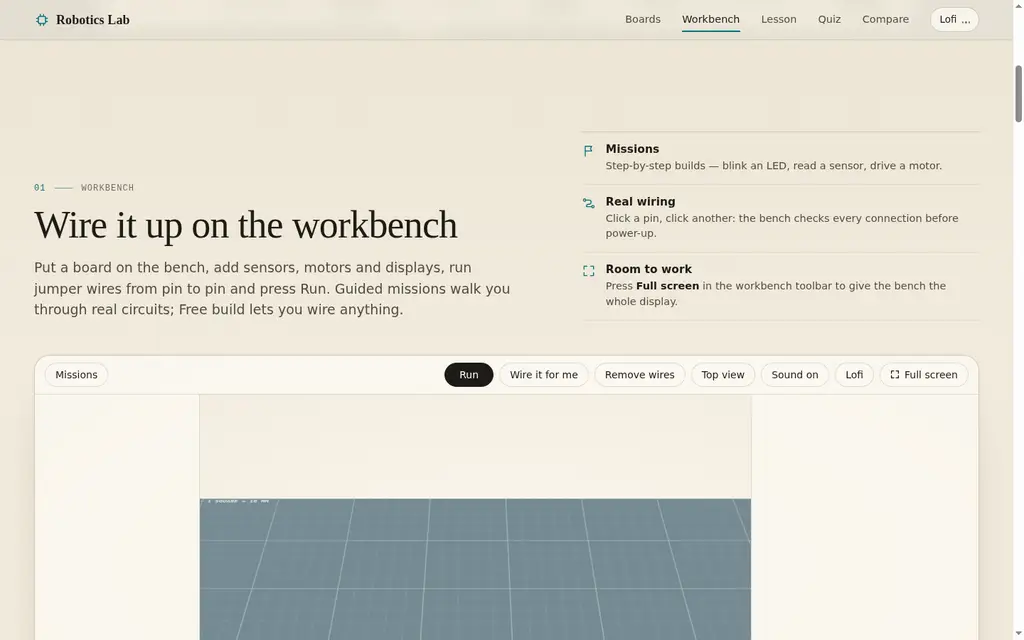 Robotics Lab
Boards
Workbench
Lesson
Quiz
Compare
Lofi ...
01
WORKBENCH
Wire it up on the workbench
Put a board on the bench, add sensors, motors and displays, run
jumper wires from pin to pin and press Run. Guided missions walk you
through real circuits; Free build lets you wire anything.
Missions
Step-by-step builds — blink an LED, read a sensor, drive a motor.
Real wiring
Click a pin, click another: the bench checks every connection before
power-up.
Room to work
Press Full screen in the workbench toolbar to give the bench the
whole display.
Missions
Run
Wire it for me
Remove wires
Top view
Sound on
Lofi
Full screen